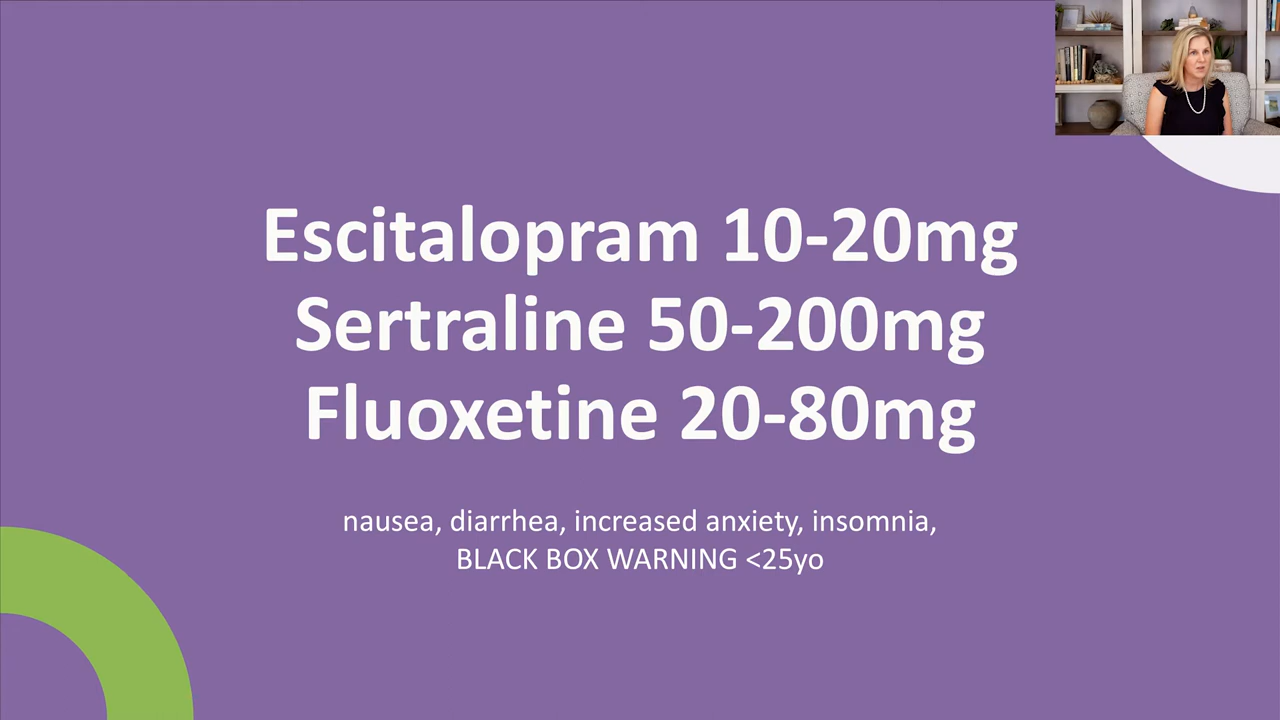 Escitalopram 10-20mg
Sertraline 50-200mg
Fluoxetine 20-80mg
nausea, diarrhea, increased anxiety, insomnia,
BLACK BOX WARNING <25yo